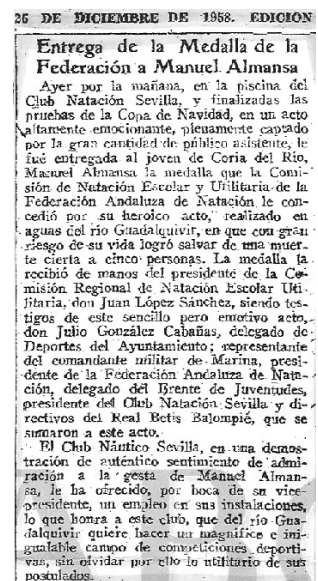 26 DE DICIEMBRE DE 1958. EDICION
Entrega de la Medalla de la
Federación a Manuel Almansa
Ayer por la mañana, en la piscina del
Club Natación Sevilla, y finalizadas las
pruebas de la Copa de Navidad, en un acto
altamente emocionante, plenamente captado
por la gran cantidad de público asistente, le
fué entregada al joven de Coria del Río,
Manuel Almansa la medalla que la Comi-
sión de Natación Escolar y Utilitaria de la
Federación Andaluza de Natación le con-
cedió por su heroico acto, realizado en
aguas del río Guadalquivir, en que con gran
riesgo de su vida logró salvar de una muer-
te cierta a cinco personas. La medalla la
recibió de manos del presidente de la Co-
misión Regional de Natación Escolar Uti-
litaria, don Juan López Sánchez, siendo tes-
tigos de este sencillo pero emotivo acto,
don Julio González Cabañas, delegado de
Deportes del Ayuntamiento; representante
del comandante militar de Marina, presi-
dente de la Federación Andaluza de Nata-
ción, delegado del Frente de Juventudes,
presidente del Club Natación Sevilla y di-
rectivos del Real Betis Balompié, que se
sumaron a este acto.
El Club Náutico Sevilla, en una demos-
tración de auténtico sentimiento de admi-
ración a la gesta de Manuel Alman-
sa, le ha ofrecido, por boca de su vice-
presidente, un empleo en sus instalaciones,
lo que honra a este club, que del río Gua-
dalquivir quiere hacer un magnífico e ini-
gualable campo de competiciones deporti-
vas, sin olvidar por ello lo utilitario de sus
postulados.